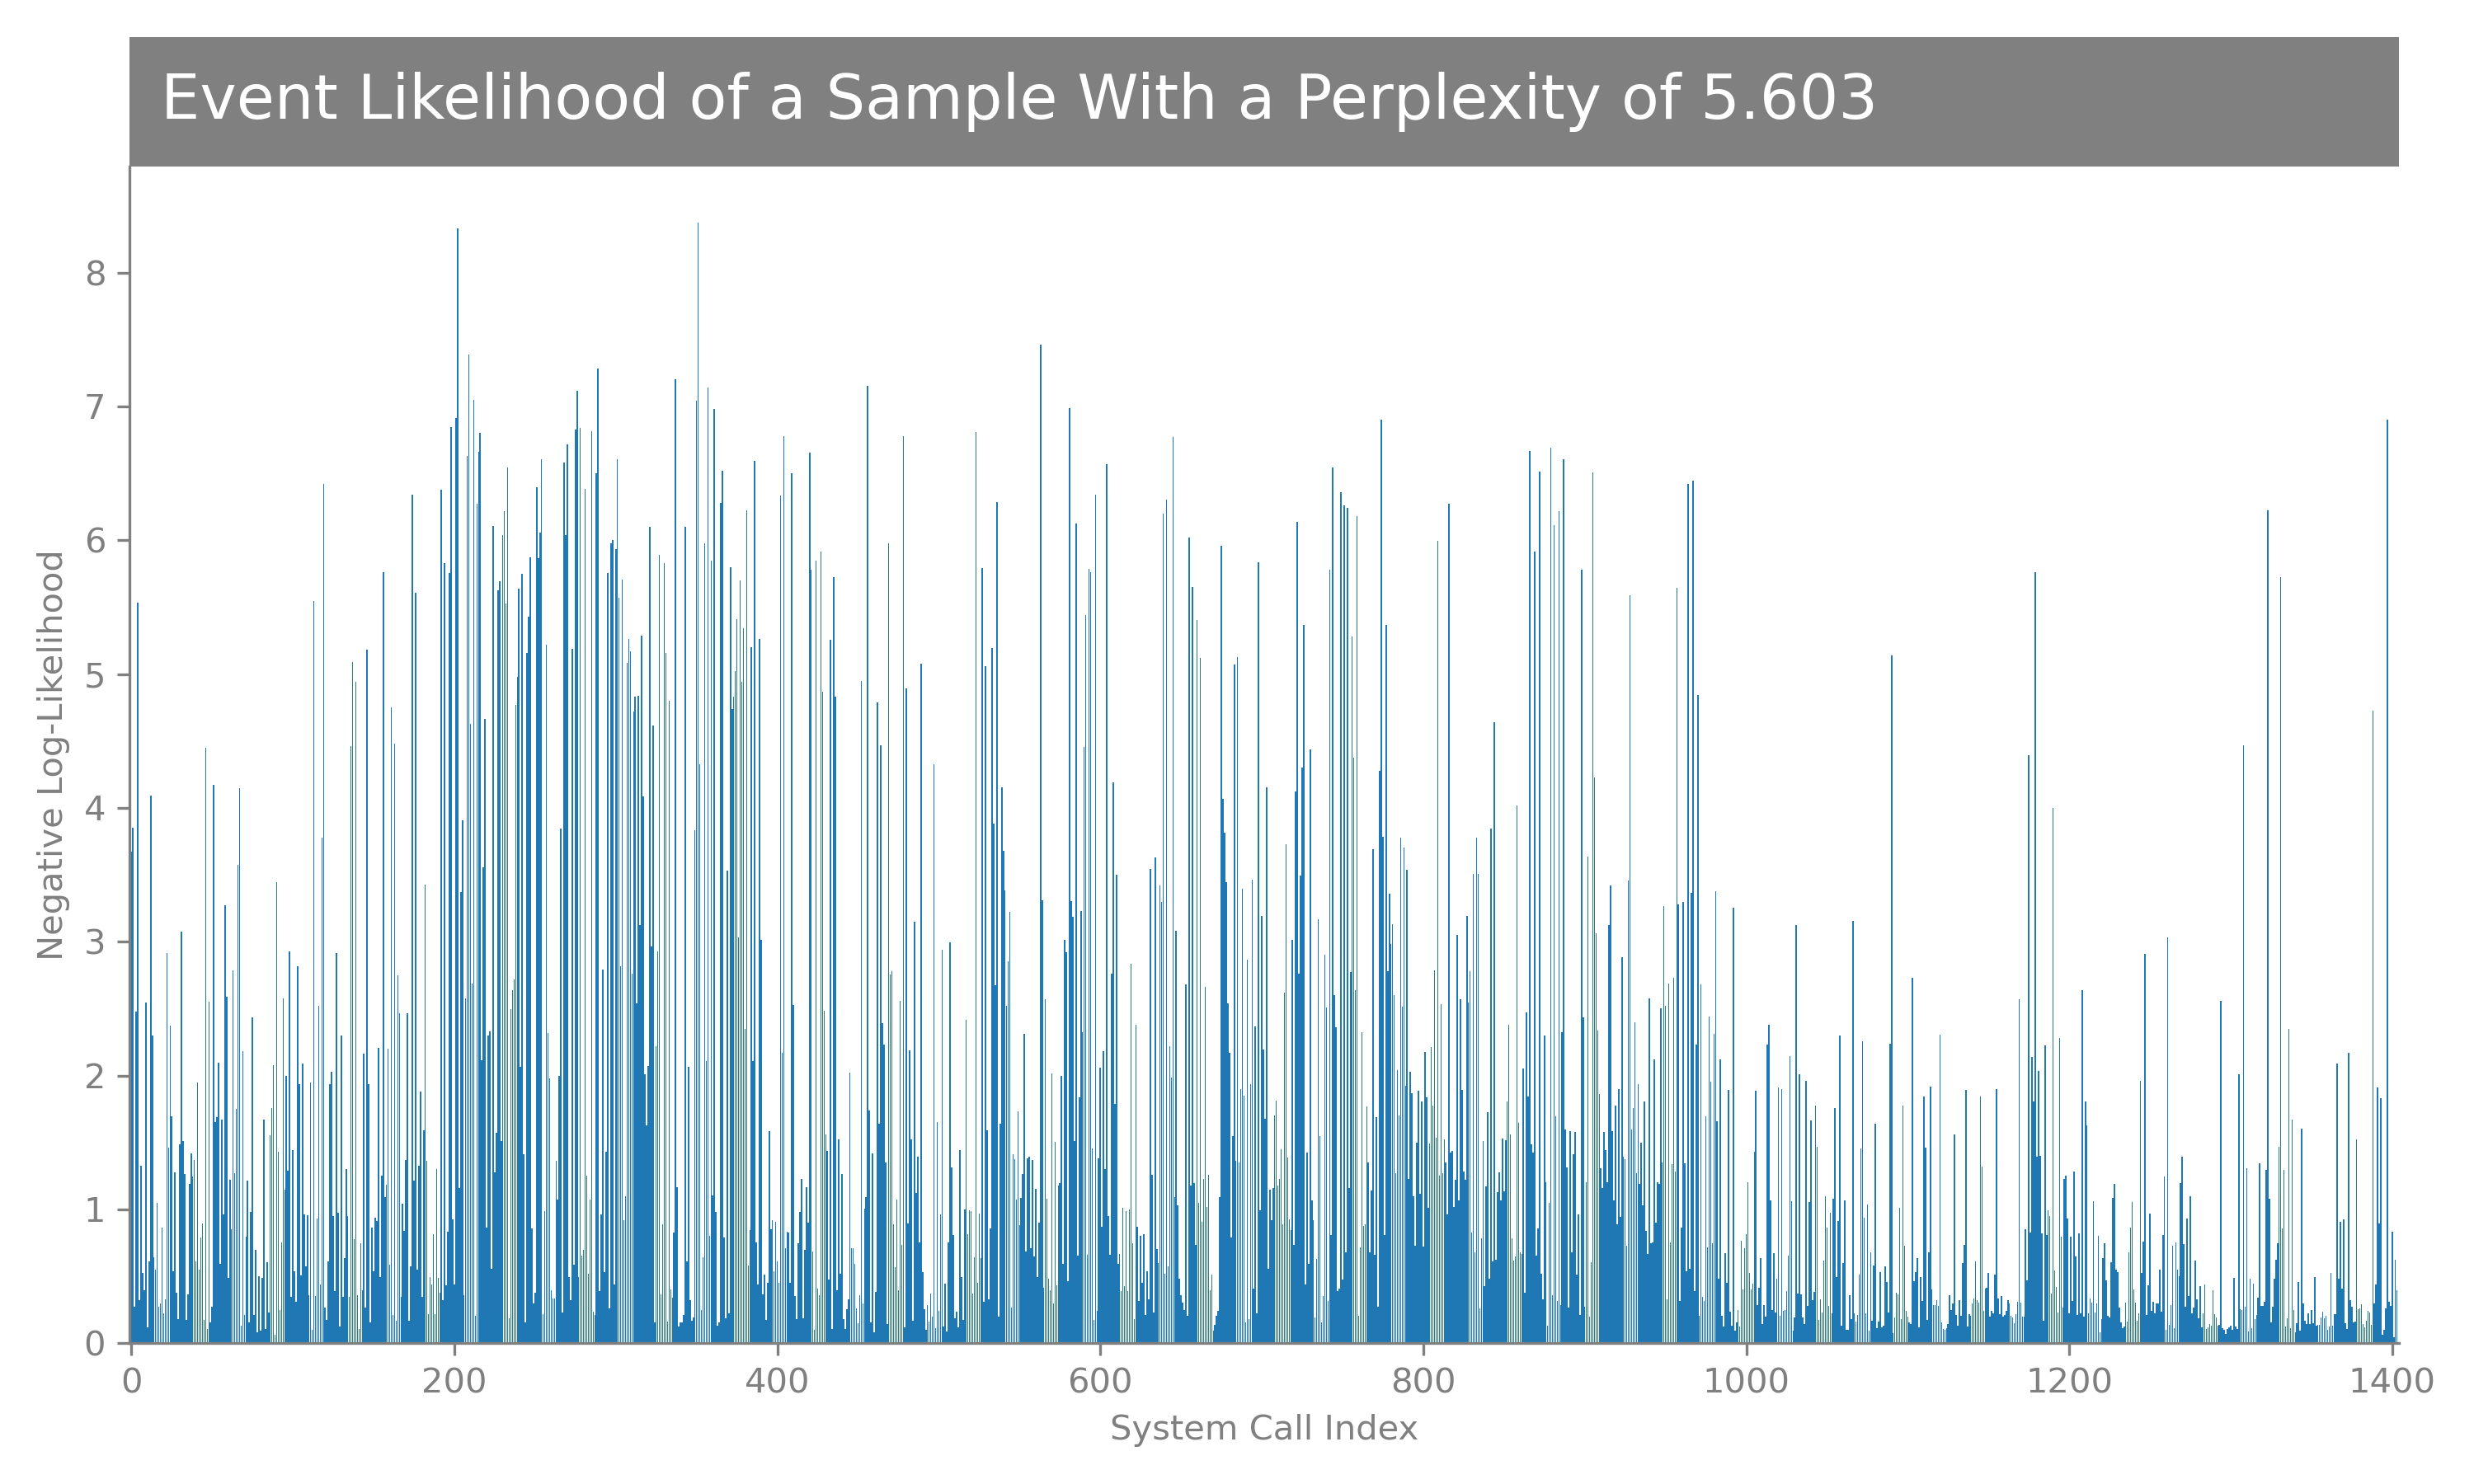 Event Likelihood of a Sample With a Perplexity of 5.603
Negative Log-Likelihood
8
7
6
5
4
3
2
1
0
0 200 400 600 800 1000 1200 1400
System Call Index